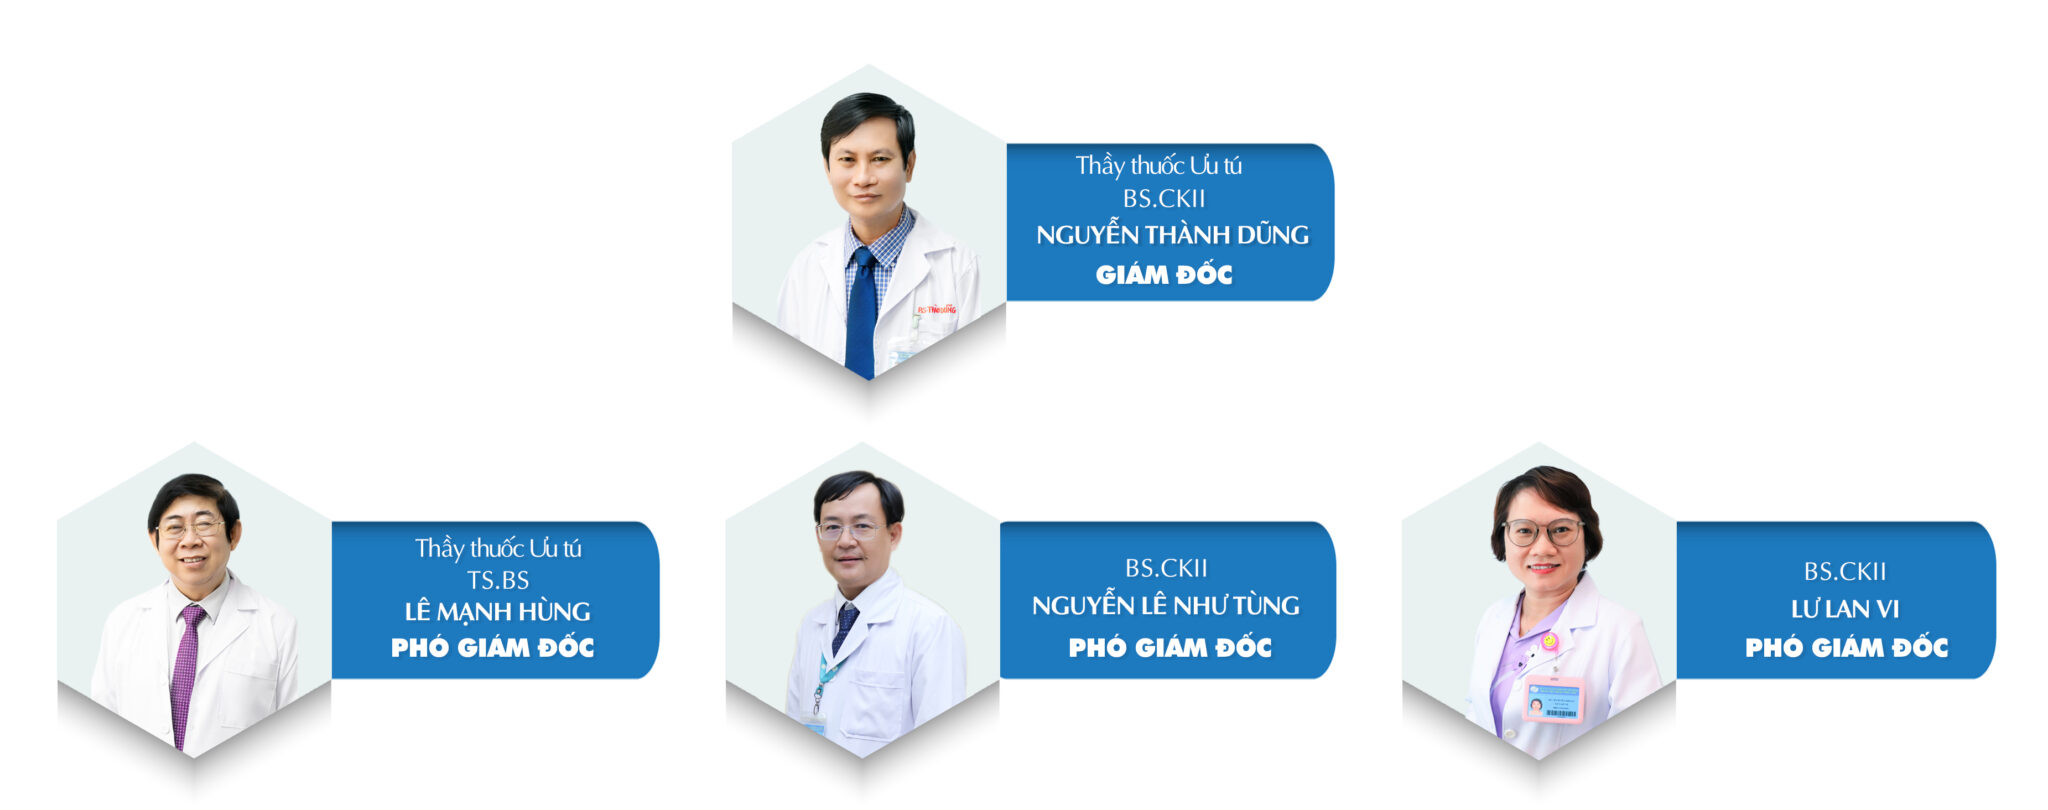 Thầy thuốc Ưu tú
BS.CKII
NGUYỄN THÀNH DŨNG
GIÁM ĐỐC
Thầy thuốc Ưu tú
TS.BS
LÊ MẠNH HÙNG
PHÓ GIÁM ĐỐC
BS.CKII
NGUYỄN LÊ NHƯ TÙNG
PHÓ GIÁM ĐỐC
BS.CKII
LƯ LAN VI
PHÓ GIÁM ĐỐC